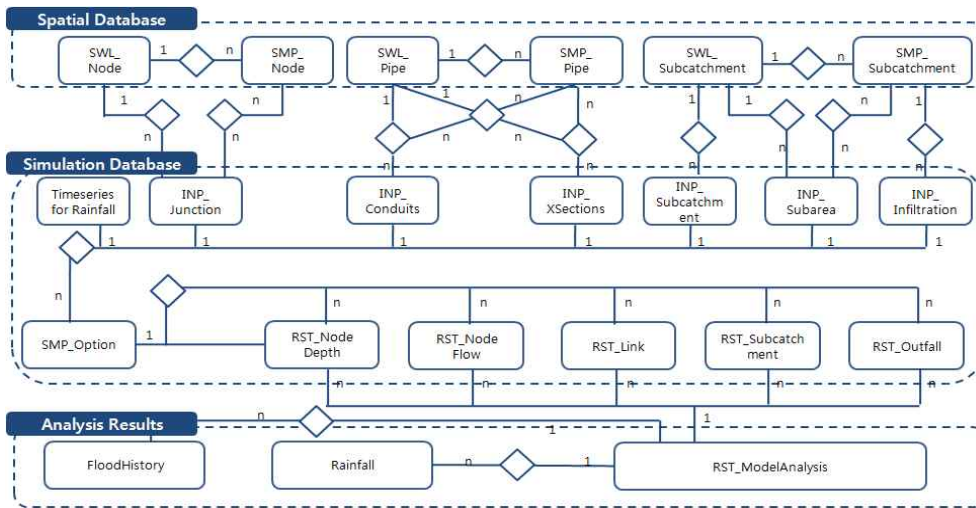 Spatial Database
SWL_
Node
1
n
SMP_
Node
SWL_
Pipe
1
n
SMP_
Pipe
SWL_
Subcatchment
1
n
SMP_
Subcatchment
1
n
n
n
1
1
n
n
n
n
n
n
1
1
n
n
n
n
1
n
Simulation Database
Timeseries
for Rainfall
INP_
Junction
INP_
Conduits
INP_
XSections
INP_
Subcatchm
ent
INP_
Subarea
INP_
Infiltration
1
1
1
1
1
1
1
n
n
n
n
n
n
SMP_Option
1
RST_Node
Depth
RST_Node
Flow
RST_Link
RST_Subcatch
ment
RST_Outfall
n
n
n
n
n
Analysis Results
n
1
1
FloodHistory
Rainfall
n
1
RST_ModelAnalysis